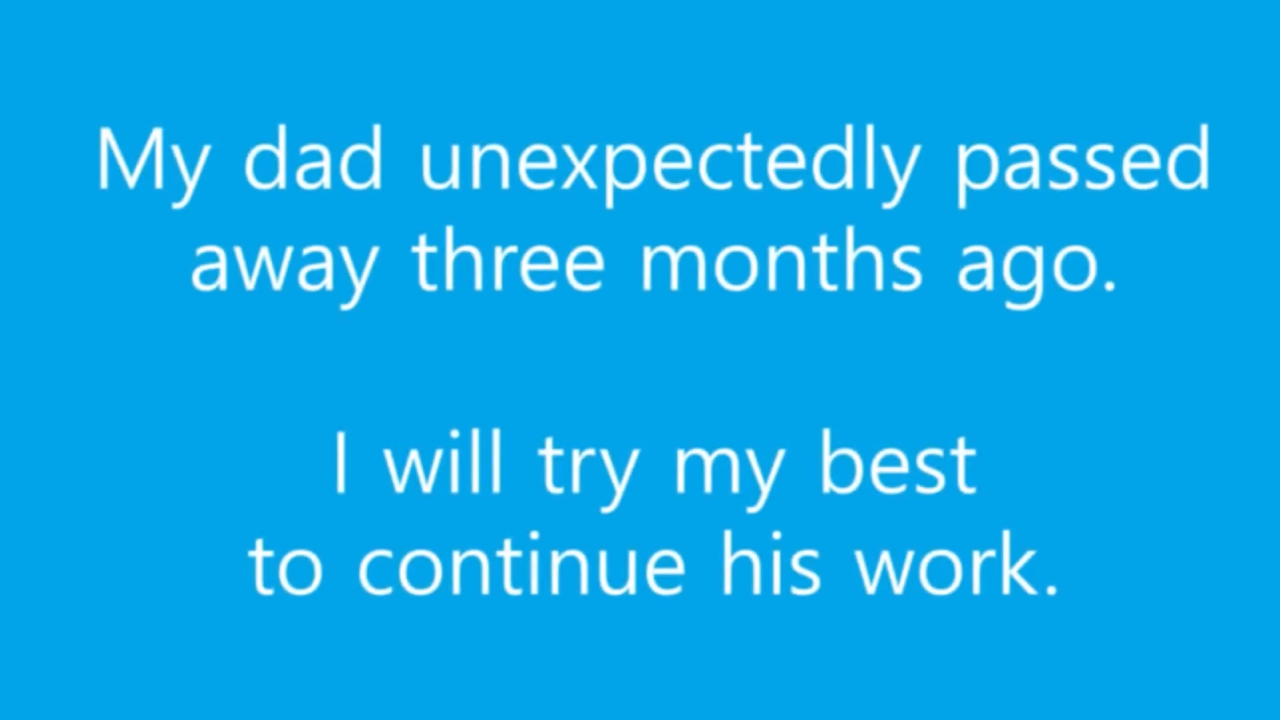 My dad unexpectedly passed
away three months ago.
I will try my best
to continue his work.